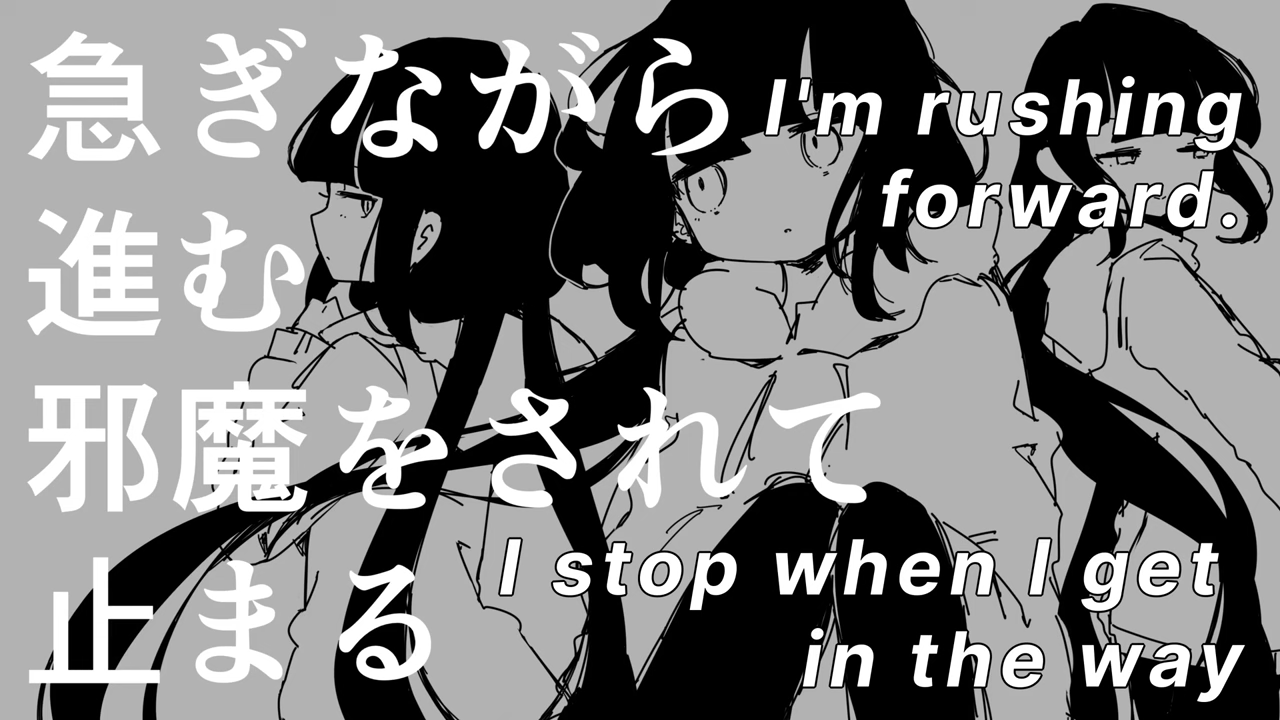 急ぎながら
進む
邪魔をされて
止まる
I'm rushing
forward.
I stop when I get
in the way